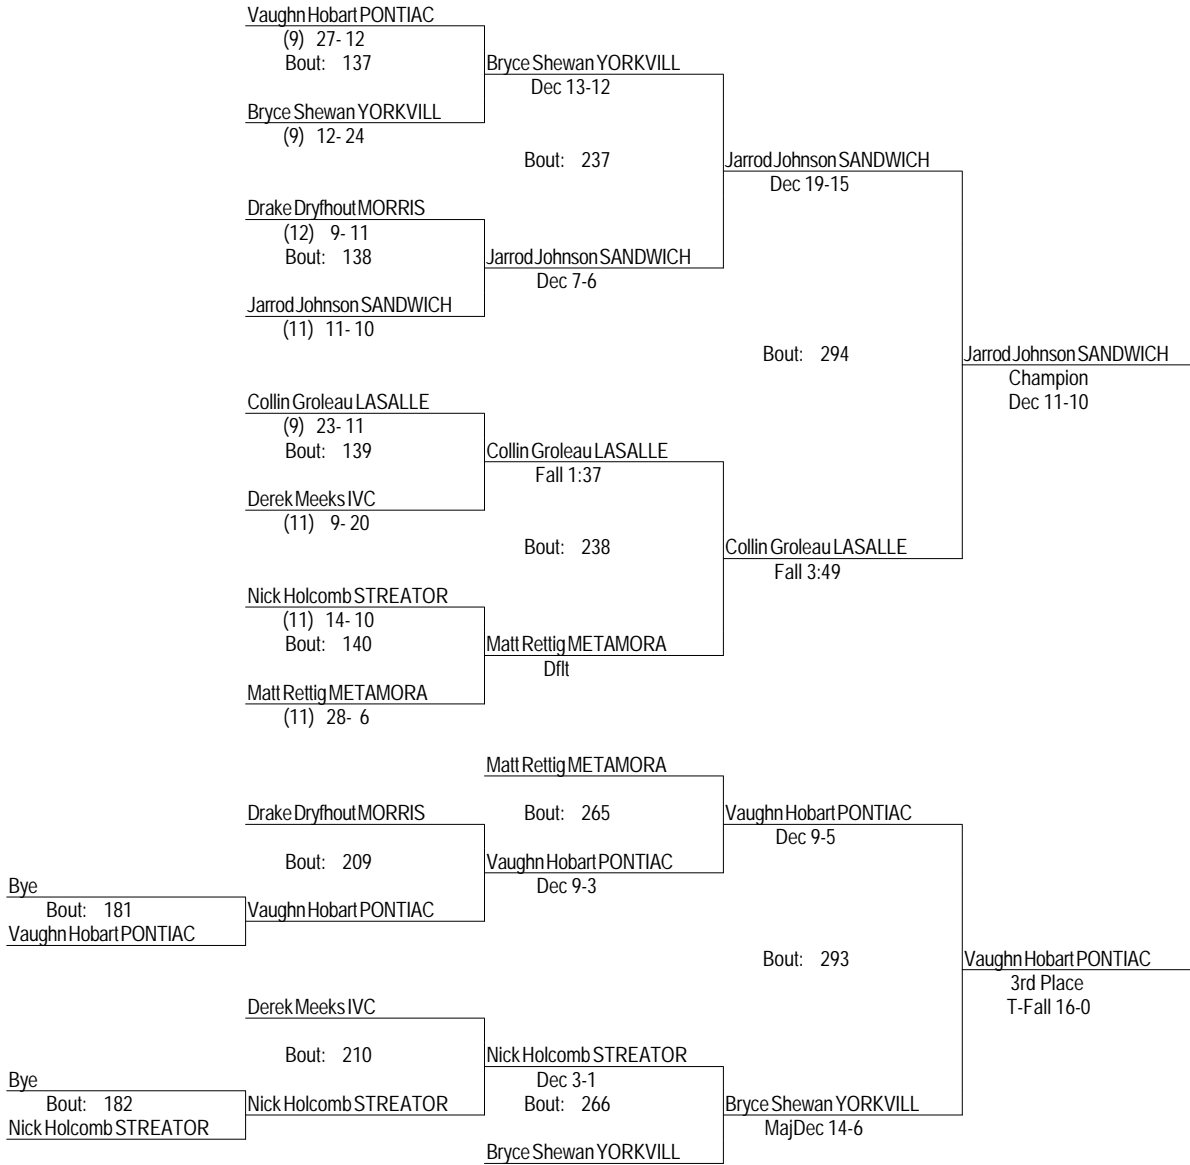 Vaughn Hobart PONTIAC
(9) 27- 12
Bout: 137
Bryce Shewan YORKVILL
Dec 13-12
Bryce Shewan YORKVILL
(9) 12- 24
Bout: 237
Jarrod Johnson SANDWICH
Dec 19-15
Drake Dryfhout MORRIS
(12) 9- 11
Bout: 138
Jarrod Johnson SANDWICH
Dec 7-6
Jarrod Johnson SANDWICH
(11) 11- 10
Bout: 294
Jarrod Johnson SANDWICH
Champion
Dec 11-10
Collin Groleau LASALLE
(9) 23- 11
Bout: 139
Collin Groleau LASALLE
Fall 1:37
Derek Meeks IVC
(11) 9- 20
Bout: 238
Collin Groleau LASALLE
Fall 3:49
Nick Holcomb STREATOR
(11) 14- 10
Bout: 140
Matt Rettig METAMORA
Dflt
Matt Rettig METAMORA
(11) 28- 6
Matt Rettig METAMORA
Drake Dryfhout MORRIS
Bout: 265
Vaughn Hobart PONTIAC
Dec 9-5
Bout: 209
Vaughn Hobart PONTIAC
Dec 9-3
Bye
Bout: 181
Vaughn Hobart PONTIAC
Vaughn Hobart PONTIAC
Bout: 293
Vaughn Hobart PONTIAC
3rd Place
T-Fall 16-0
Derek Meeks IVC
Bout: 210
Nick Holcomb STREATOR
Dec 3-1
Bye
Bout: 182
Nick Holcomb STREATOR
Nick Holcomb STREATOR
Bout: 266
Bryce Shewan YORKVILL
MajDec 14-6
Bryce Shewan YORKVILL